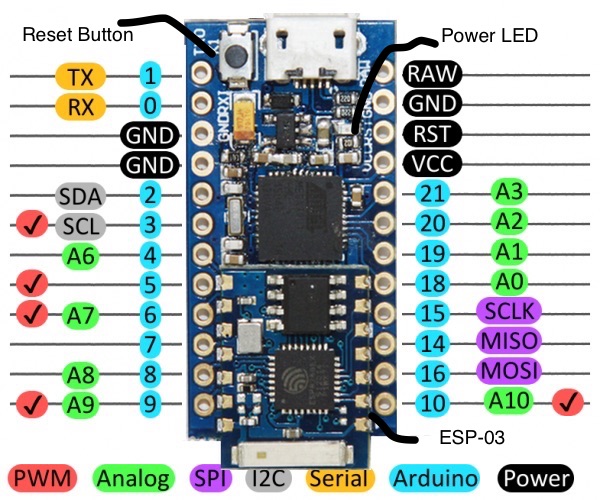 Reset Button
Power LED
TX 1 RAW
RX 0 GND
GND RST
GND VCC
SDA 2 21 A3
✓ SCL 3 20 A2
A6 4 19 A1
✓ 5 18 A0
✓ A7 6 15 SCLK
7 14 MISO
A8 8 16 MOSI
✓ A9 9 10 A10 ✓
ESP-03
PWM Analog SPI I2C Serial Arduino Power